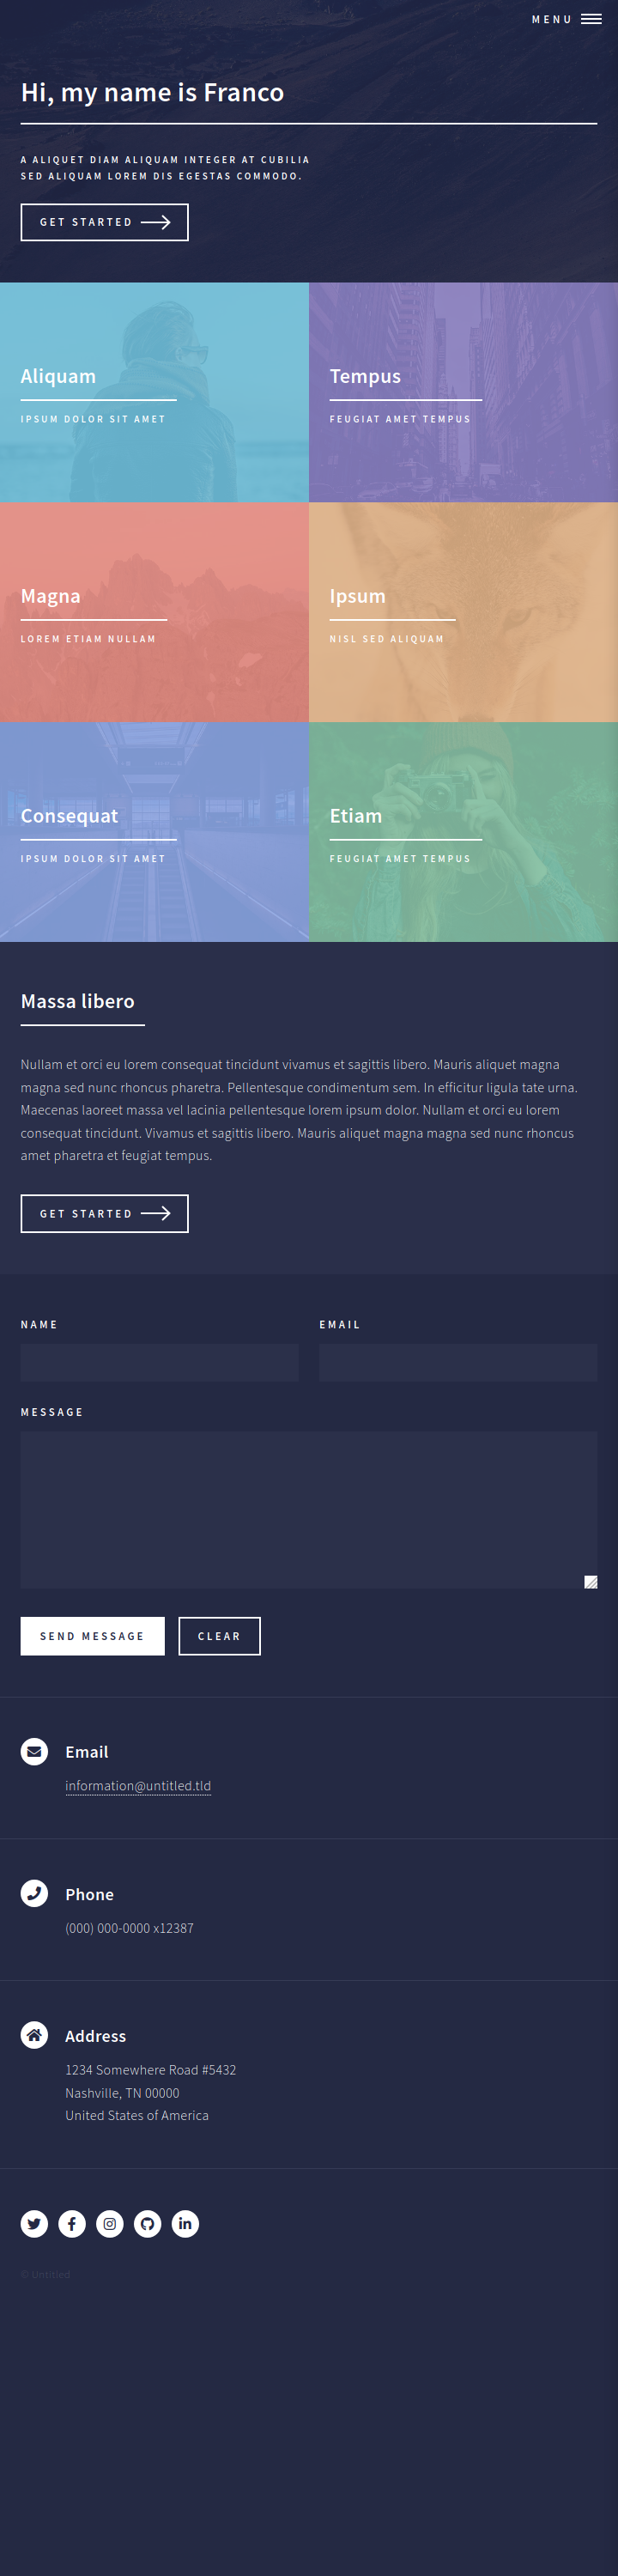 MENU
Hi, my name is Franco
A ALIQUET DIAM ALIQUAM INTEGER AT CUBILIA
SED ALIQUAM LOREM DIS EGESTAS COMMODO.
GET STARTED
Aliquam
IPSUM DOLOR SIT AMET
Tempus
FEUGIAT AMET TEMPUS
Magna
LOREM ETIAM NULLAM
Ipsum
NISL SED ALIQUAM
Consequat
IPSUM DOLOR SIT AMET
Etiam
FEUGIAT AMET TEMPUS
Massa libero
Nullam et orci eu lorem consequat tincidunt vivamus et sagittis libero. Mauris aliquet magna
magna sed nunc rhoncus pharetra. Pellentesque condimentum sem. In efficitur ligula tate urna.
Maecenas laoreet massa vel lacinia pellentesque lorem ipsum dolor. Nullam et orci eu lorem
consequat tincidunt. Vivamus et sagittis libero. Mauris aliquet magna magna sed nunc rhoncus
amet pharetra et feugiat tempus.
GET STARTED
NAME
EMAIL
MESSAGE
SEND MESSAGE
CLEAR
Email
information@untitled.tld
Phone
(000) 000-0000 x12387
Address
1234 Somewhere Road #5432
Nashville, TN 00000
United States of America
© Untitled